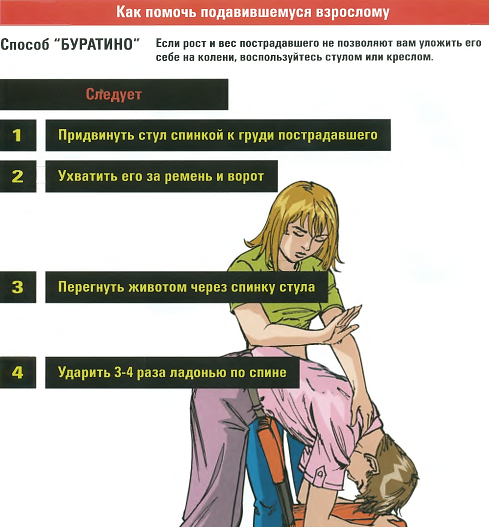 Как помочь подавившемуся взрослому
Способ "БУРАТИНО"
Если рост и вес пострадавшего не позволяют вам уложить его
себе на колени, воспользуйтесь стулом или креслом.
Следует
1 Придвинуть стул спинкой к груди пострадавшего
2 Ухватить его за ремень и ворот
3 Перегнуть животом через спинку стула
4 Ударить 3-4 раза ладонью по спине